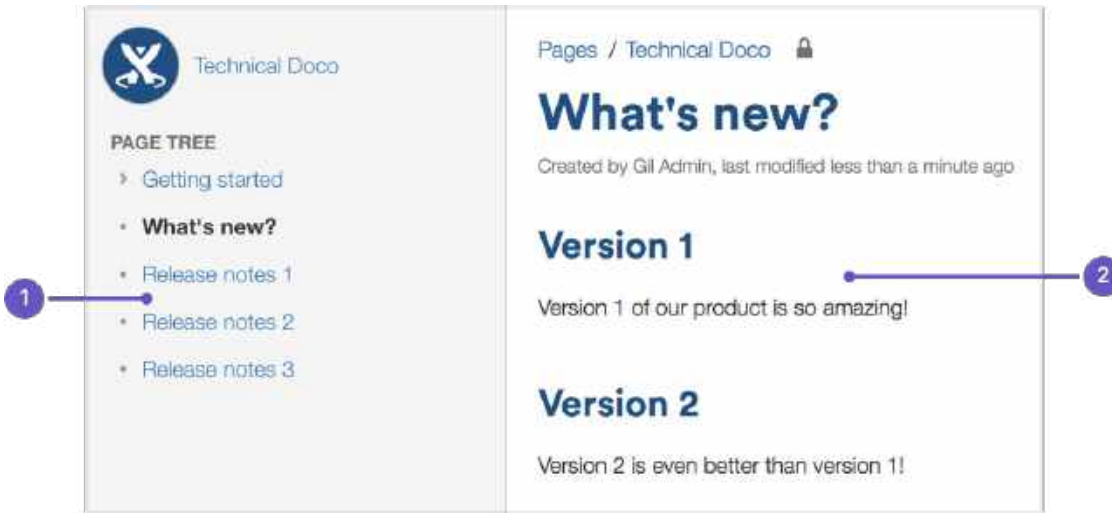 Technical Doco
PAGE TREE
Getting started
What's new?
Release notes 1
Release notes 2
Release notes 3
1
Pages / Technical Doco
What's new?
Created by Gil Admin, last modified less than a minute ago
Version 1
Version 1 of our product is so amazing!
2
Version 2
Version 2 is even better than version 1!